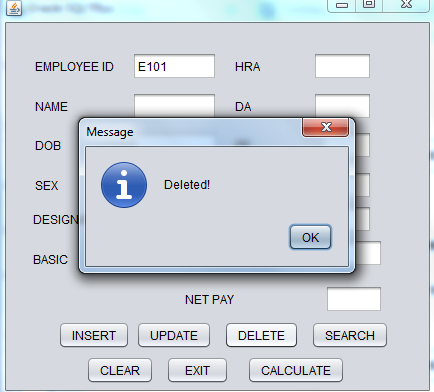 EMPLOYEE ID E101 HRA
NAME DA
Message
DOB
Deleted!
SEX
DESIGN
OK
BASIC
NET PAY
INSERT UPDATE DELETE SEARCH
CLEAR EXIT CALCULATE